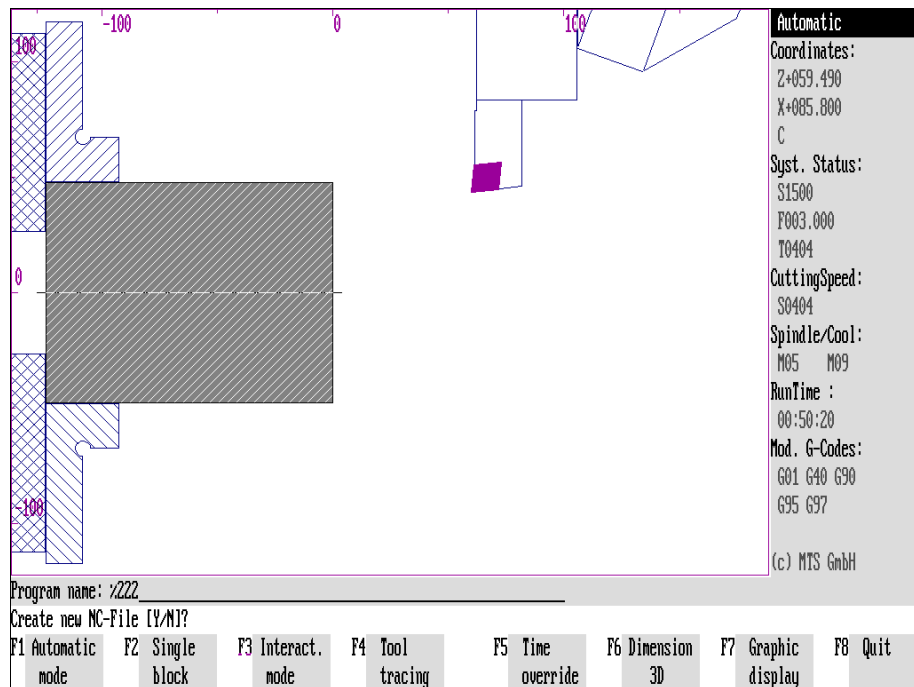 -100 0 100
100
0
-100
Automatic
Coordinates:
Z+059.490
X+085.800
C
Syst. Status:
S1500
F003.000
T0404
CuttingSpeed:
S0404
Spindle/Cool:
M05 M09
RunTime :
00:50:20
Mod. G-Codes:
G01 G40 G90
G95 G97
(c) MTS GmbH
Program name: %222
Create new NC-File [Y/N]?
F1 Automatic mode
F2 Single block
F3 Interact. mode
F4 Tool tracing
F5 Time override
F6 Dimension 3D
F7 Graphic display
F8 Quit